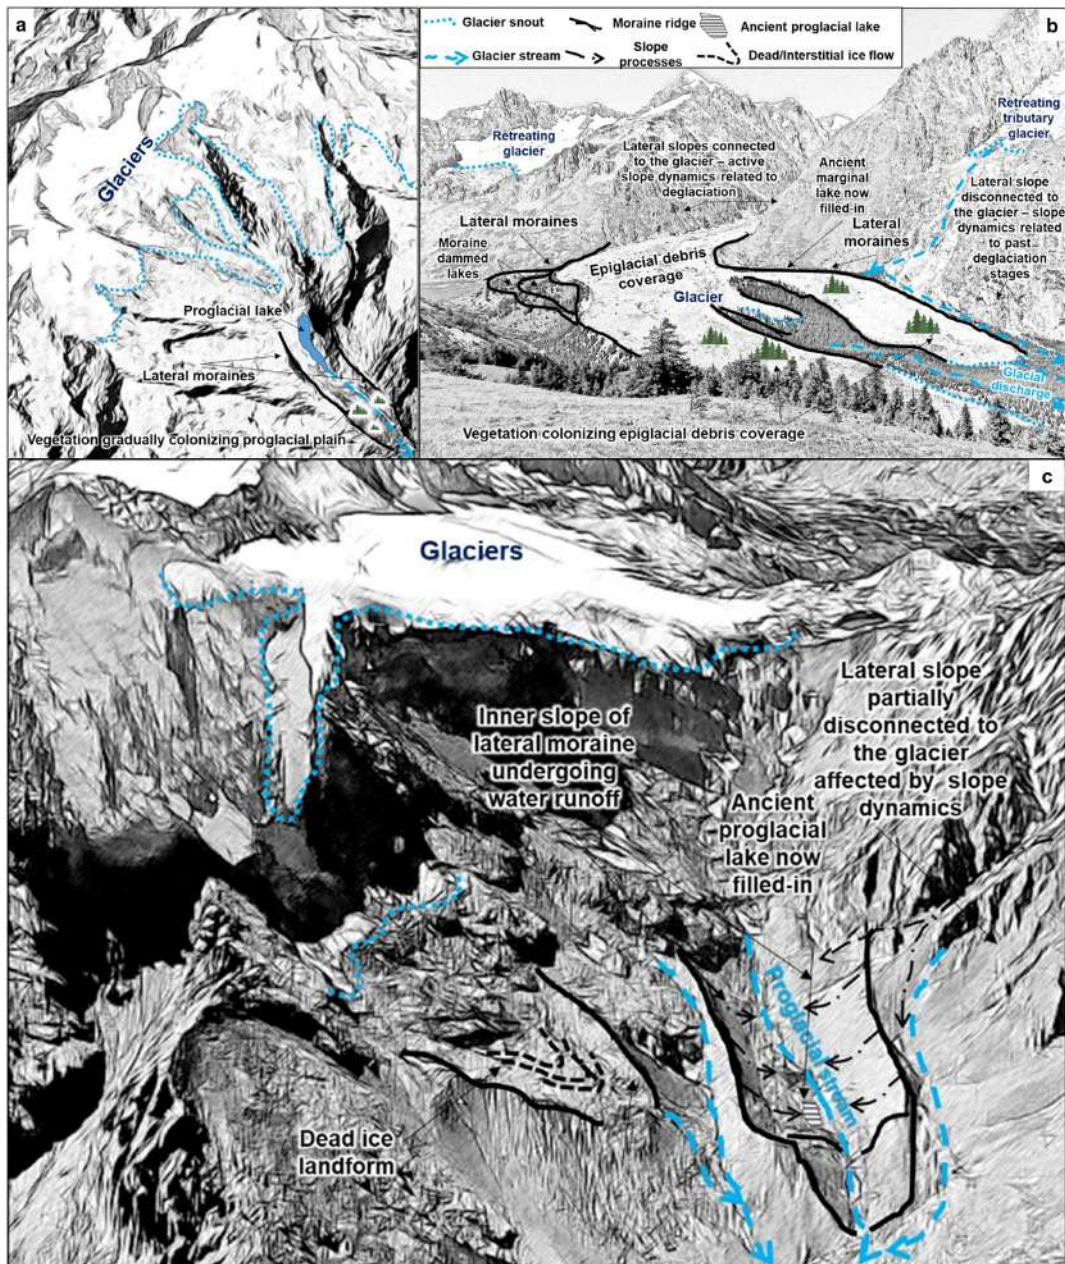 a
Glaciers
Proglacial lake
Lateral moraines
Vegetation gradually colonizing proglacial plain
Glacier snout
Moraine ridge
Ancient proglacial lake
Glacier stream
Slope
processes
Dead/Interstitial ice flow
b
Retreating
glacier
Lateral slopes connected
to the glacier – active
slope dynamics related to
deglaciation
Ancient
marginal
lake now
filled-in
Retreating
tributary
glacier
Lateral slope
disconnected to
the glacier – slope
dynamics related
to past
deglaciation
stages
Lateral moraines
Lateral
moraines
Moraine
dammed
lakes
Epiglacial debris
coverage
Glacier
Glacial
discharge
Vegetation colonizing epiglacial debris coverage
c
Glaciers
Inner slope of
lateral moraine
undergoing
water runoff
Lateral slope
partially
disconnected to
the glacier
affected by slope
dynamics
Ancient
proglacial
lake now
filled-in
Proglacial stream
Dead ice
landform